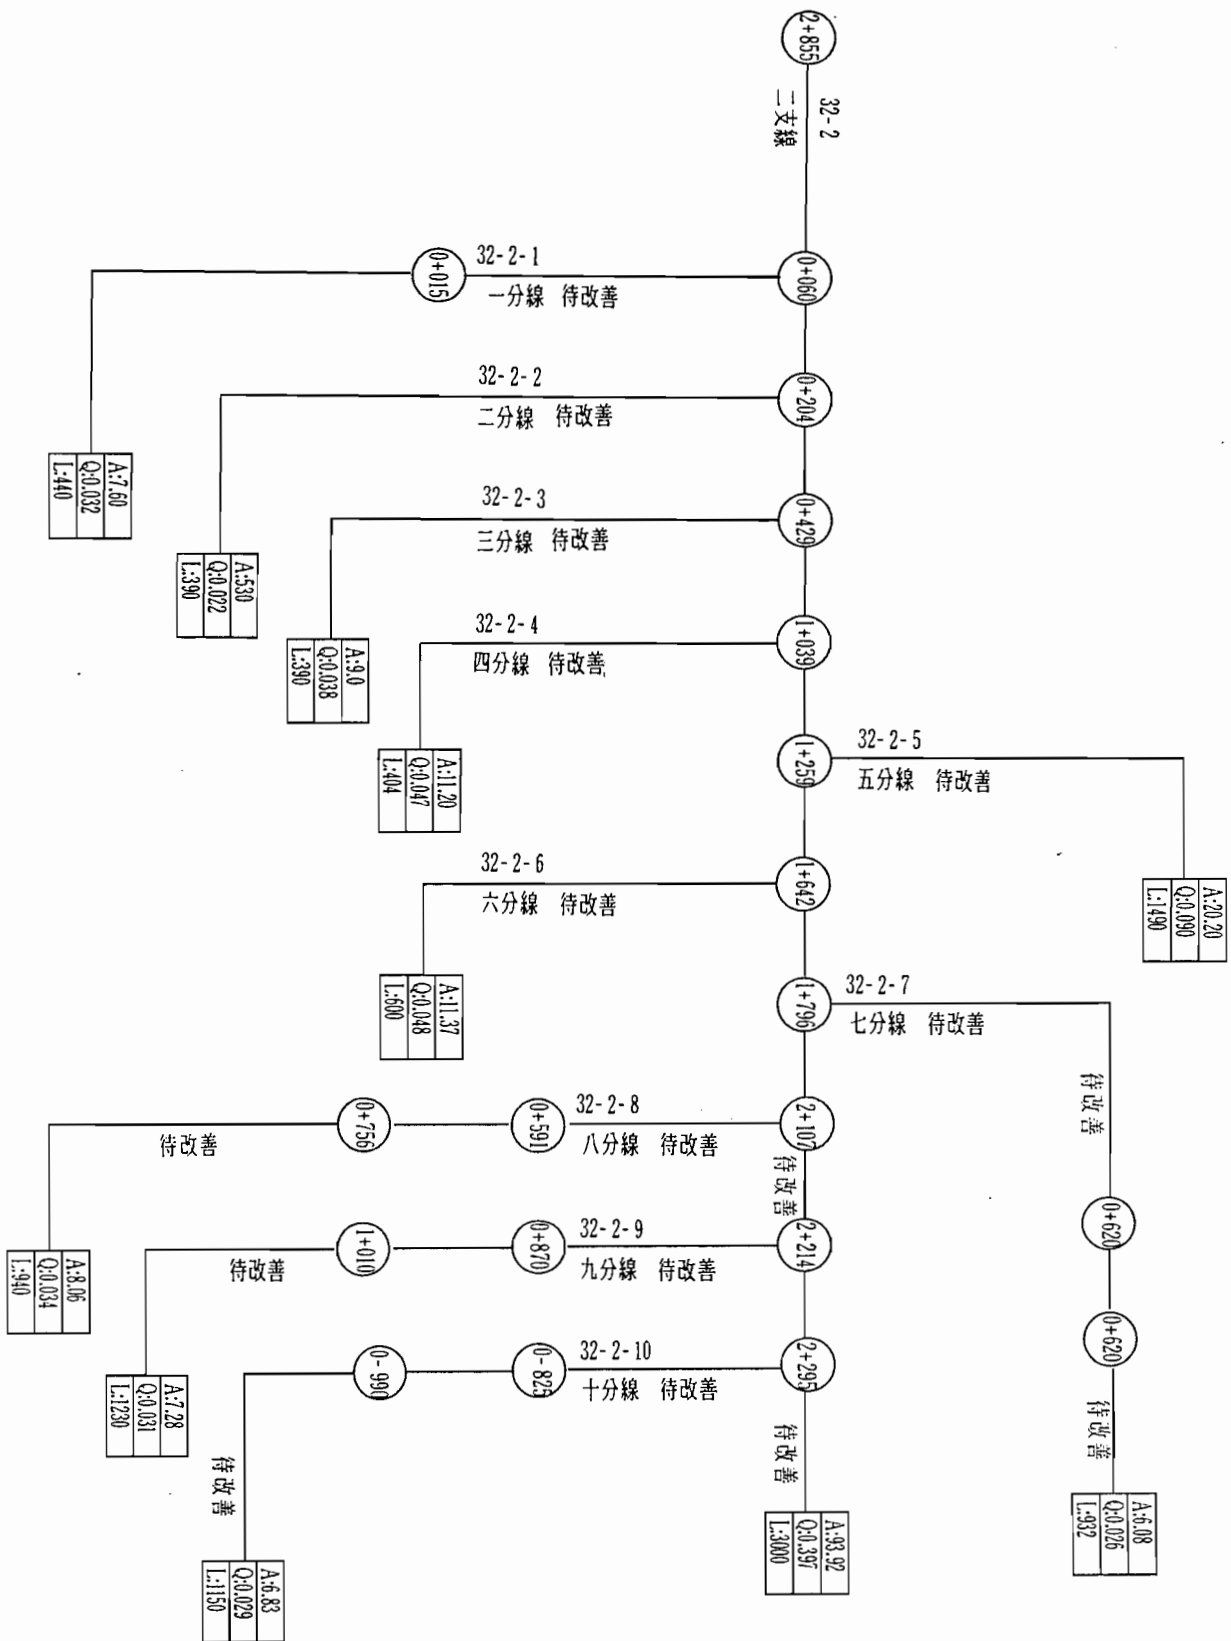 2+855
32-2
二支線
0+060
32-2-1
一分線 待改善
0+015
A:7.60
Q:0.032
L:440
0+204
32-2-2
二分線 待改善
A:530
Q:0.022
L:390
0+429
32-2-3
三分線 待改善
A:9.0
Q:0.038
L:390
1+039
32-2-4
四分線 待改善
A:11.20
Q:0.047
L:404
1+259
32-2-5
五分線 待改善
A:20.20
Q:0.090
L:1490
1+642
32-2-6
六分線 待改善
A:11.37
Q:0.048
L:600
1+796
32-2-7
七分線 待改善
待改善
0+620
0+620
待改善
A:6.08
Q:0.026
L:932
2+107
32-2-8
八分線 待改善
0+591
0+756
待改善
A:8.06
Q:0.034
L:940
待改善
2+214
32-2-9
九分線 待改善
0+870
1+010
待改善
A:7.28
Q:0.031
L:1230
2+295
32-2-10
十分線 待改善
0-825
0-990
待改善
A:6.83
Q:0.029
L:1150
待改善
A:93.92
Q:0.397
L:3000